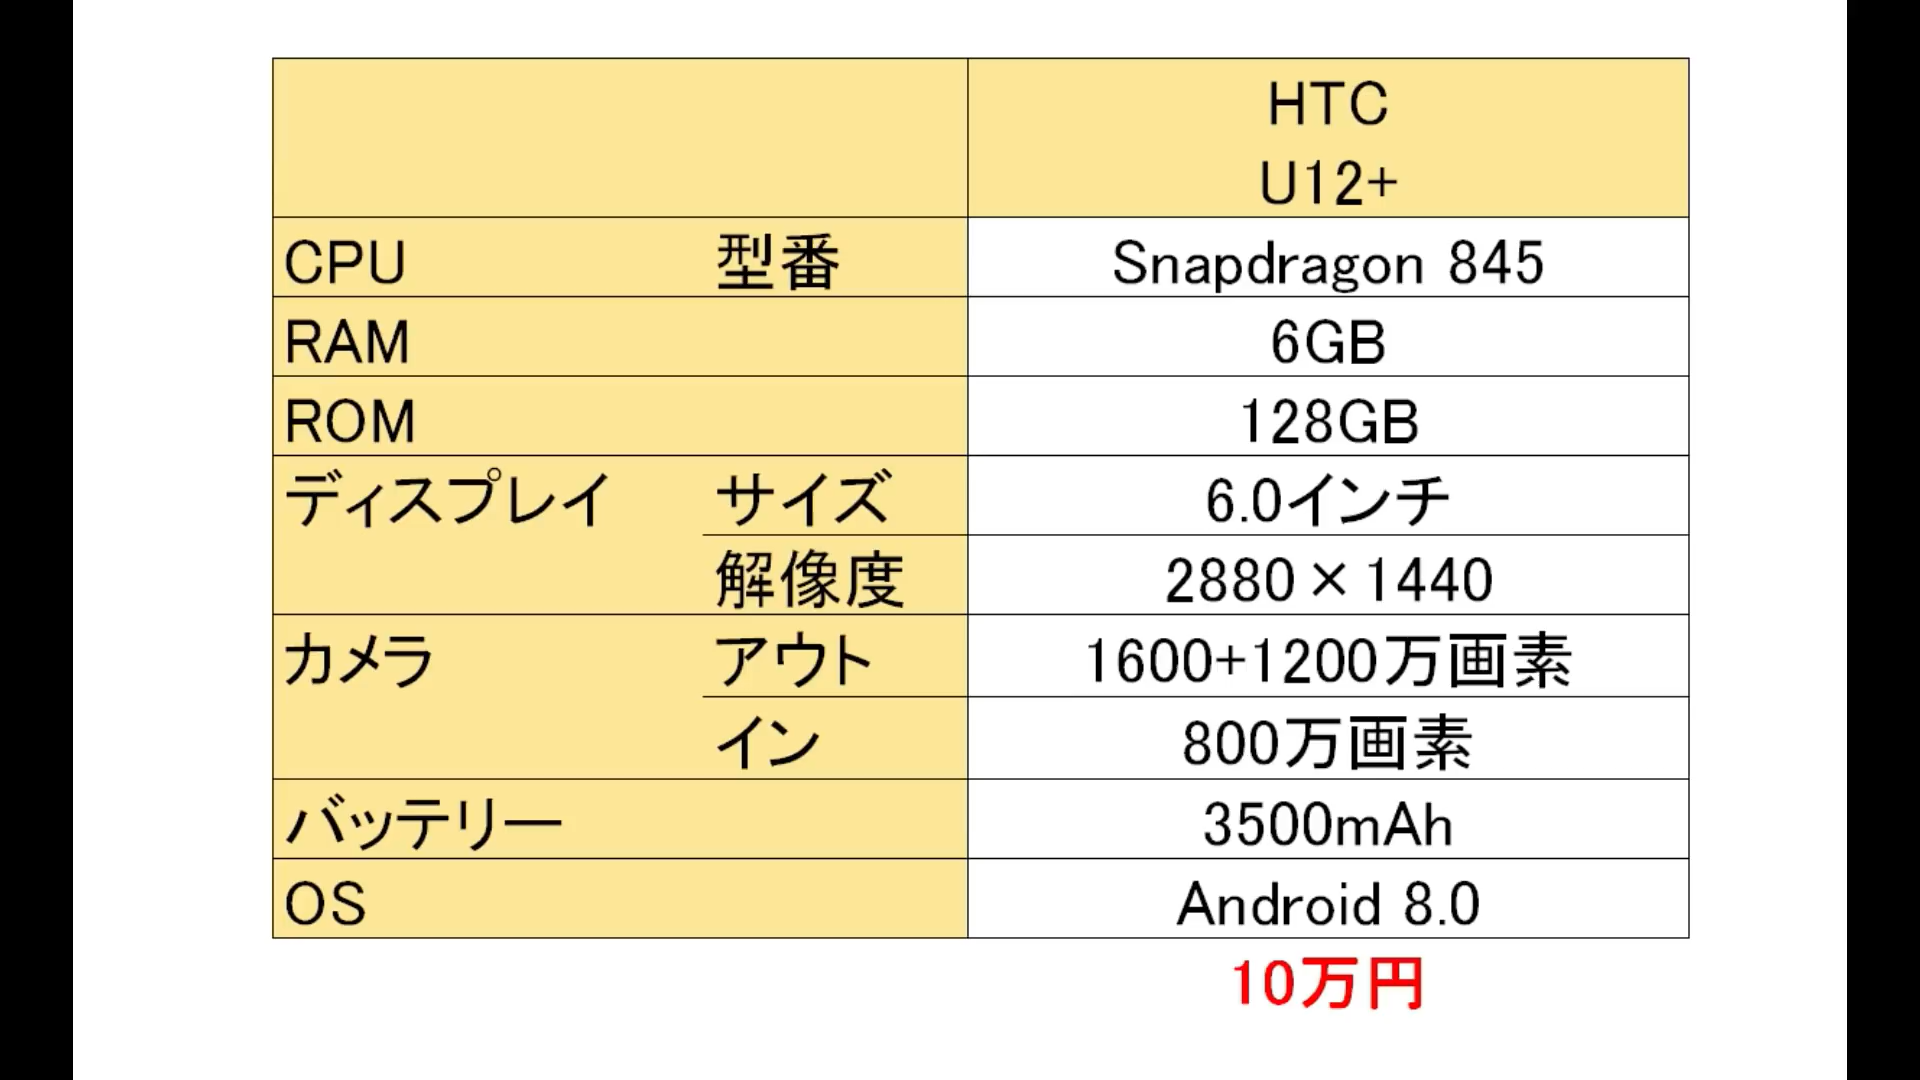 HTC
U12+
CPU 型番 Snapdragon 845
RAM 6GB
ROM 128GB
ディスプレイ サイズ 6.0インチ
解像度 2880×1440
カメラ アウト 1600+1200万画素
イン 800万画素
バッテリー 3500mAh
OS Android 8.0
10万円